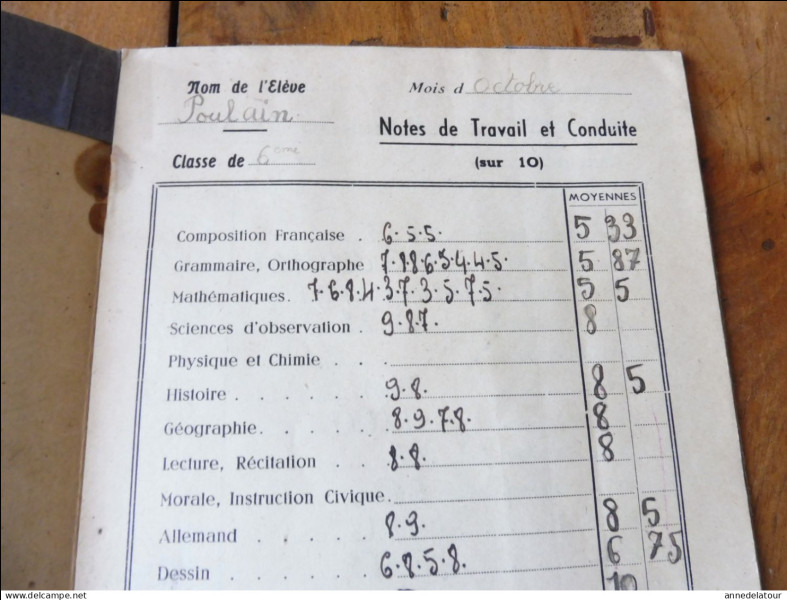 Nom de l'Elève
Poulain
Mois d Octobre
Notes de Travail et Conduite
Classe de 6eme
(sur 10)
MOYENNES
Composition Française . 6.5.5. 5 33
Grammaire, Orthographe 7.8.8.6.5.4.4.5. 5 87
Mathématiques. 7.6.8.4.3.7.3.5.7.5. 5 5
Sciences d'observation . 9.8.7. 8
Physique et Chimie . . .
Histoire . . . . . . 9.8. 8 5
Géographie. . . . . . 8.9.7.8. 8
Lecture, Récitation . . 8.8. 8
Morale, Instruction Civique.
Allemand . . . . . 8.9. 8 5
Dessin . . . . . . . 6.8.5.8. 6 75
10
www.delcampe.net
annedelatour